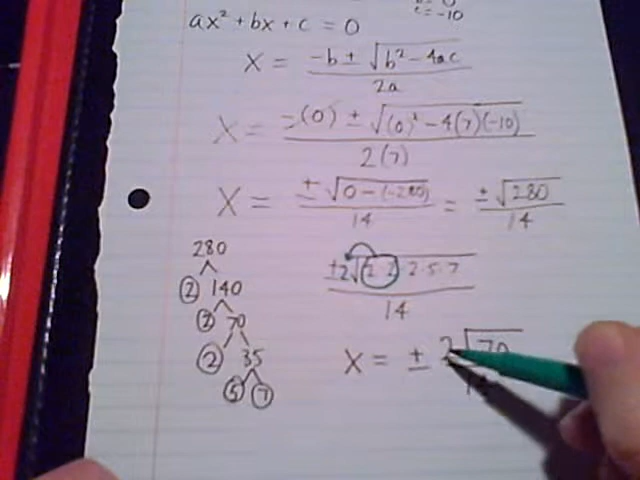 c = -10
ax² + bx + c = 0
x = -b ± √b² - 4ac / 2a
x = -(0) ± √(0)² - 4(7)(-10) / 2(7)
x = ± √0 - (-280) / 14 = ± √280 / 14
280
2 140
2 70
2 35
5 7
±2√2·2·2·5·7 / 14
x = ± 2√70